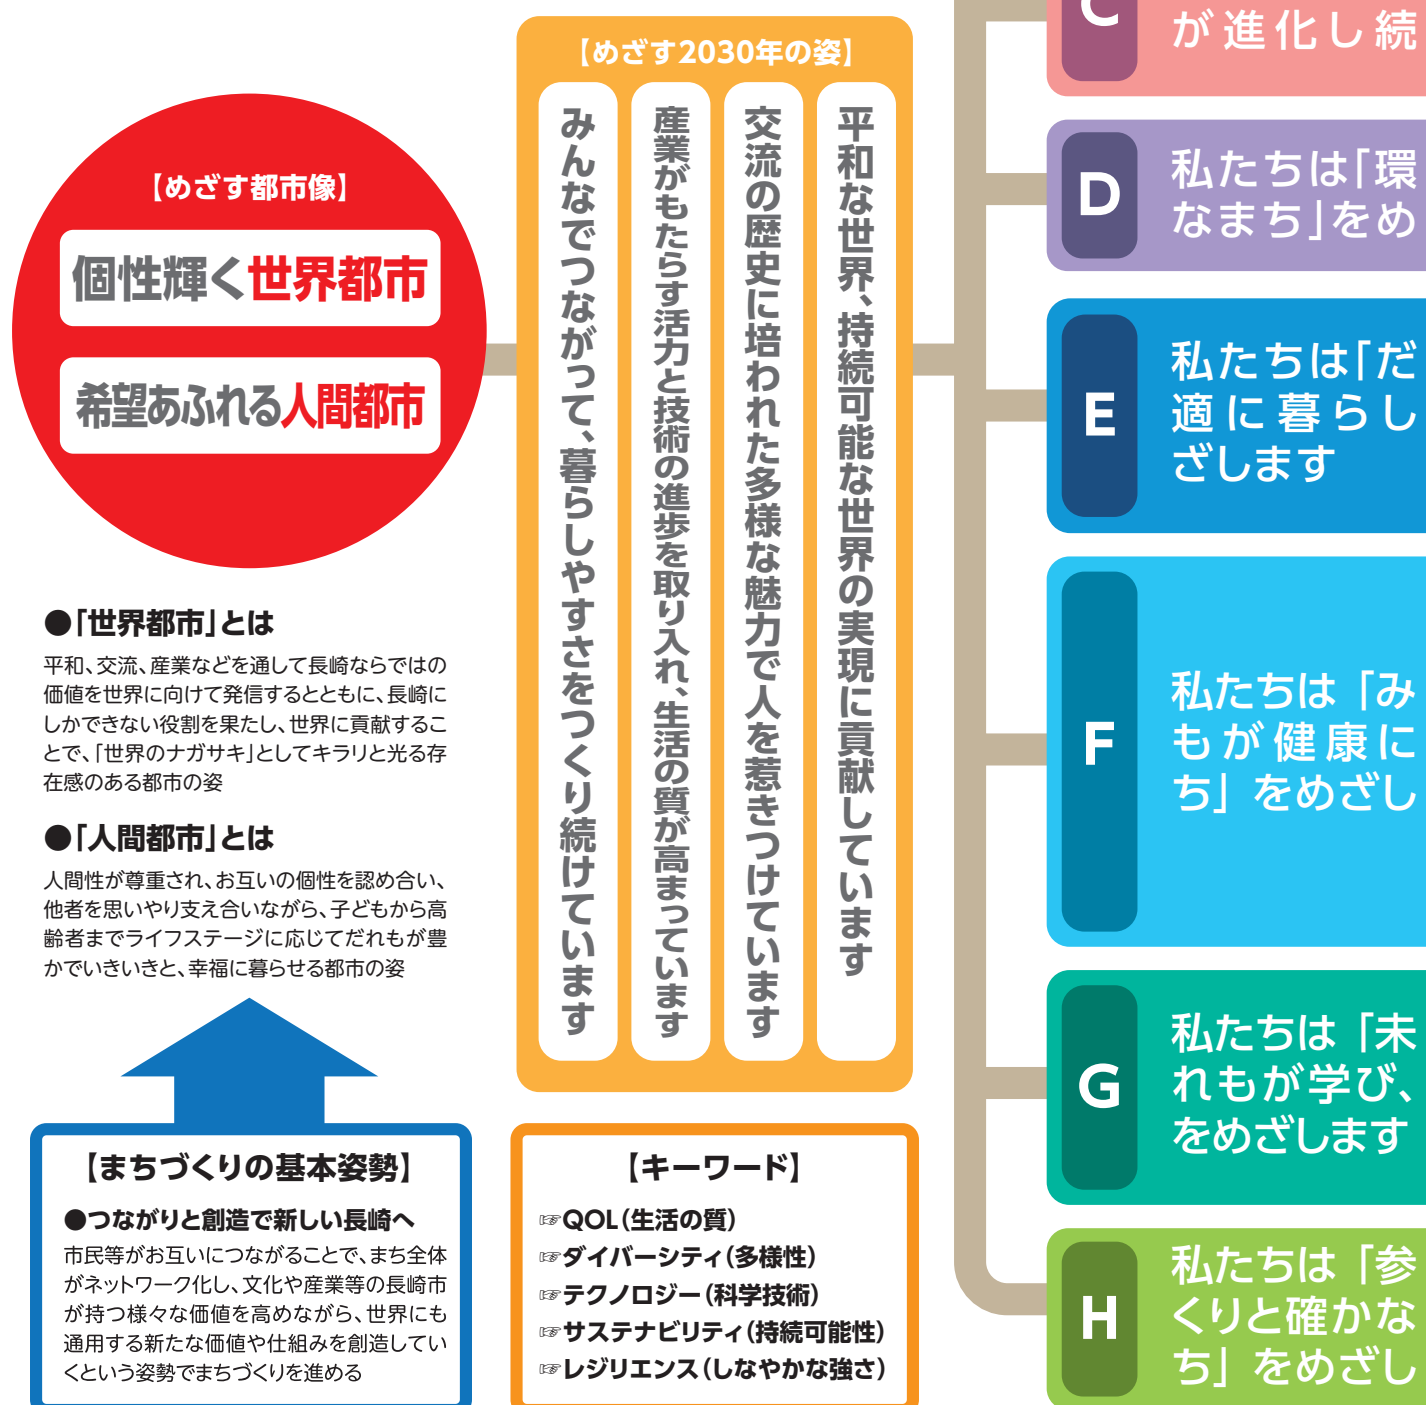 【めざす都市像】
個性輝く世界都市
希望あふれる人間都市
●「世界都市」とは
平和、交流、産業などを通して長崎ならではの
価値を世界に向けて発信するとともに、長崎に
しかできない役割を果たし、世界に貢献するこ
とで、「世界のナガサキ」としてキラリと光る存
在感のある都市の姿
●「人間都市」とは
人間性が尊重され、お互いの個性を認め合い、
他者を思いやり支え合いながら、子どもから高
齢者までライフステージに応じてだれもが豊
かでいきいきと、幸福に暮らせる都市の姿
【まちづくりの基本姿勢】
●つながりと創造で新しい長崎へ
市民等がお互いにつながることで、まち全体
がネットワーク化し、文化や産業等の長崎市
が持つ様々な価値を高めながら、世界にも
通用する新たな価値や仕組みを創造してい
くという姿勢でまちづくりを進める
【めざす2030年の姿】
平和な世界、持続可能な世界の実現に貢献しています
交流の歴史に培われた多様な魅力で人を惹きつけています
産業がもたらす活力と技術の進歩を取り入れ、生活の質が高まっています
みんなでつながって、暮らしやすさをつくり続けています
【キーワード】
☞QOL(生活の質)
☞ダイバーシティ(多様性)
☞テクノロジー(科学技術)
☞サステナビリティ(持続可能性)
☞レジリエンス(しなやかな強さ)
C
が進化し続
D
私たちは「環
なまち」をめ
E
私たちは「だ
適に暮らし
ざします
F
私たちは「み
もが健康に
ち」をめざし
G
私たちは「未
れもが学び、
をめざします
H
私たちは「参
くりと確かな
ち」をめざし